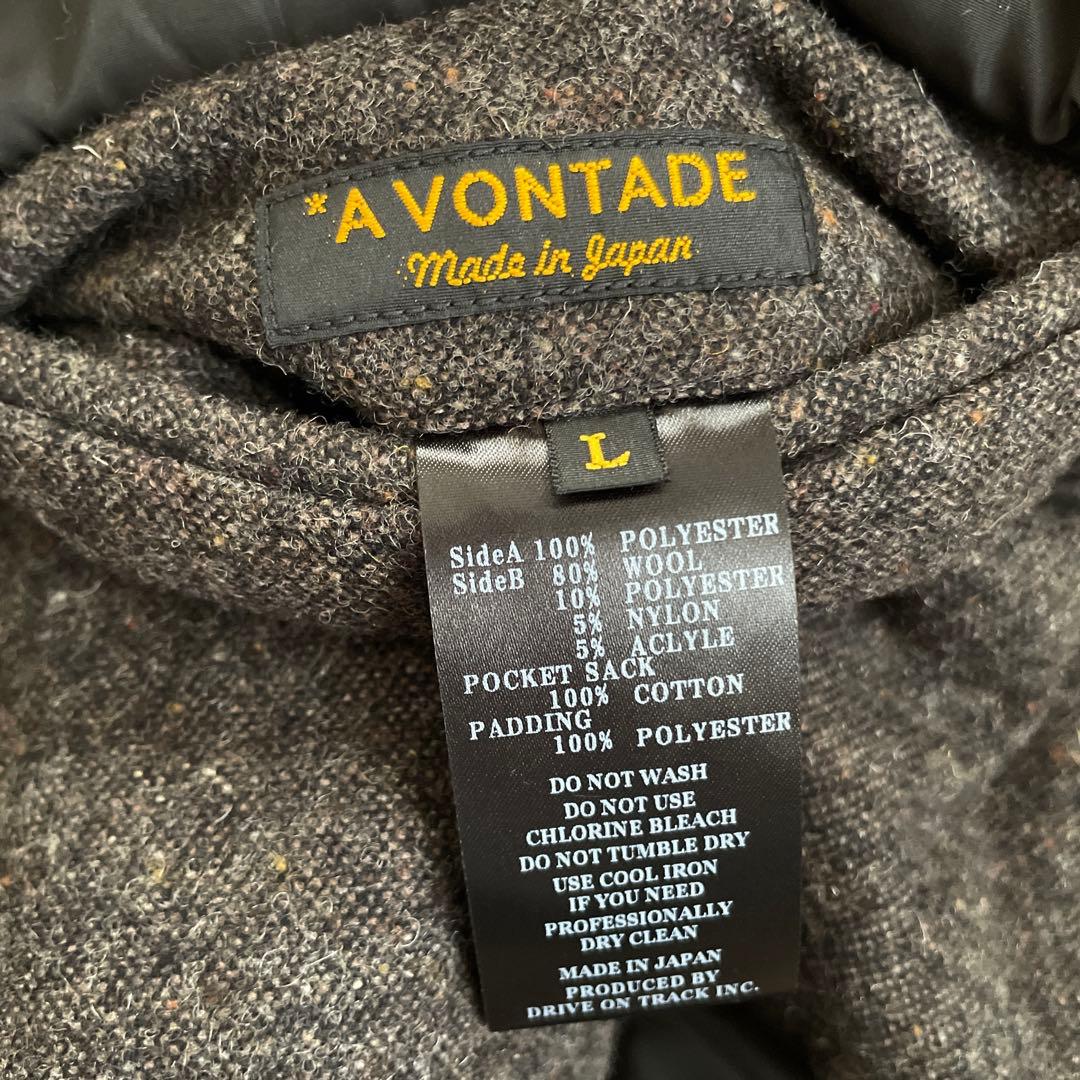 *A VONTADE
Made in Japan
L
SideA 100% POLYESTER
SideB 80% WOOL
10% POLYESTER
5% NYLON
5% ACLYLE
POCKET SACK
100% COTTON
PADDING
100% POLYESTER
DO NOT WASH
DO NOT USE
CHLORINE BLEACH
DO NOT TUMBLE DRY
USE COOL IRON
IF YOU NEED
PROFESSIONALLY
DRY CLEAN
MADE IN JAPAN
PRODUCED BY
DRIVE ON TRACK INC.